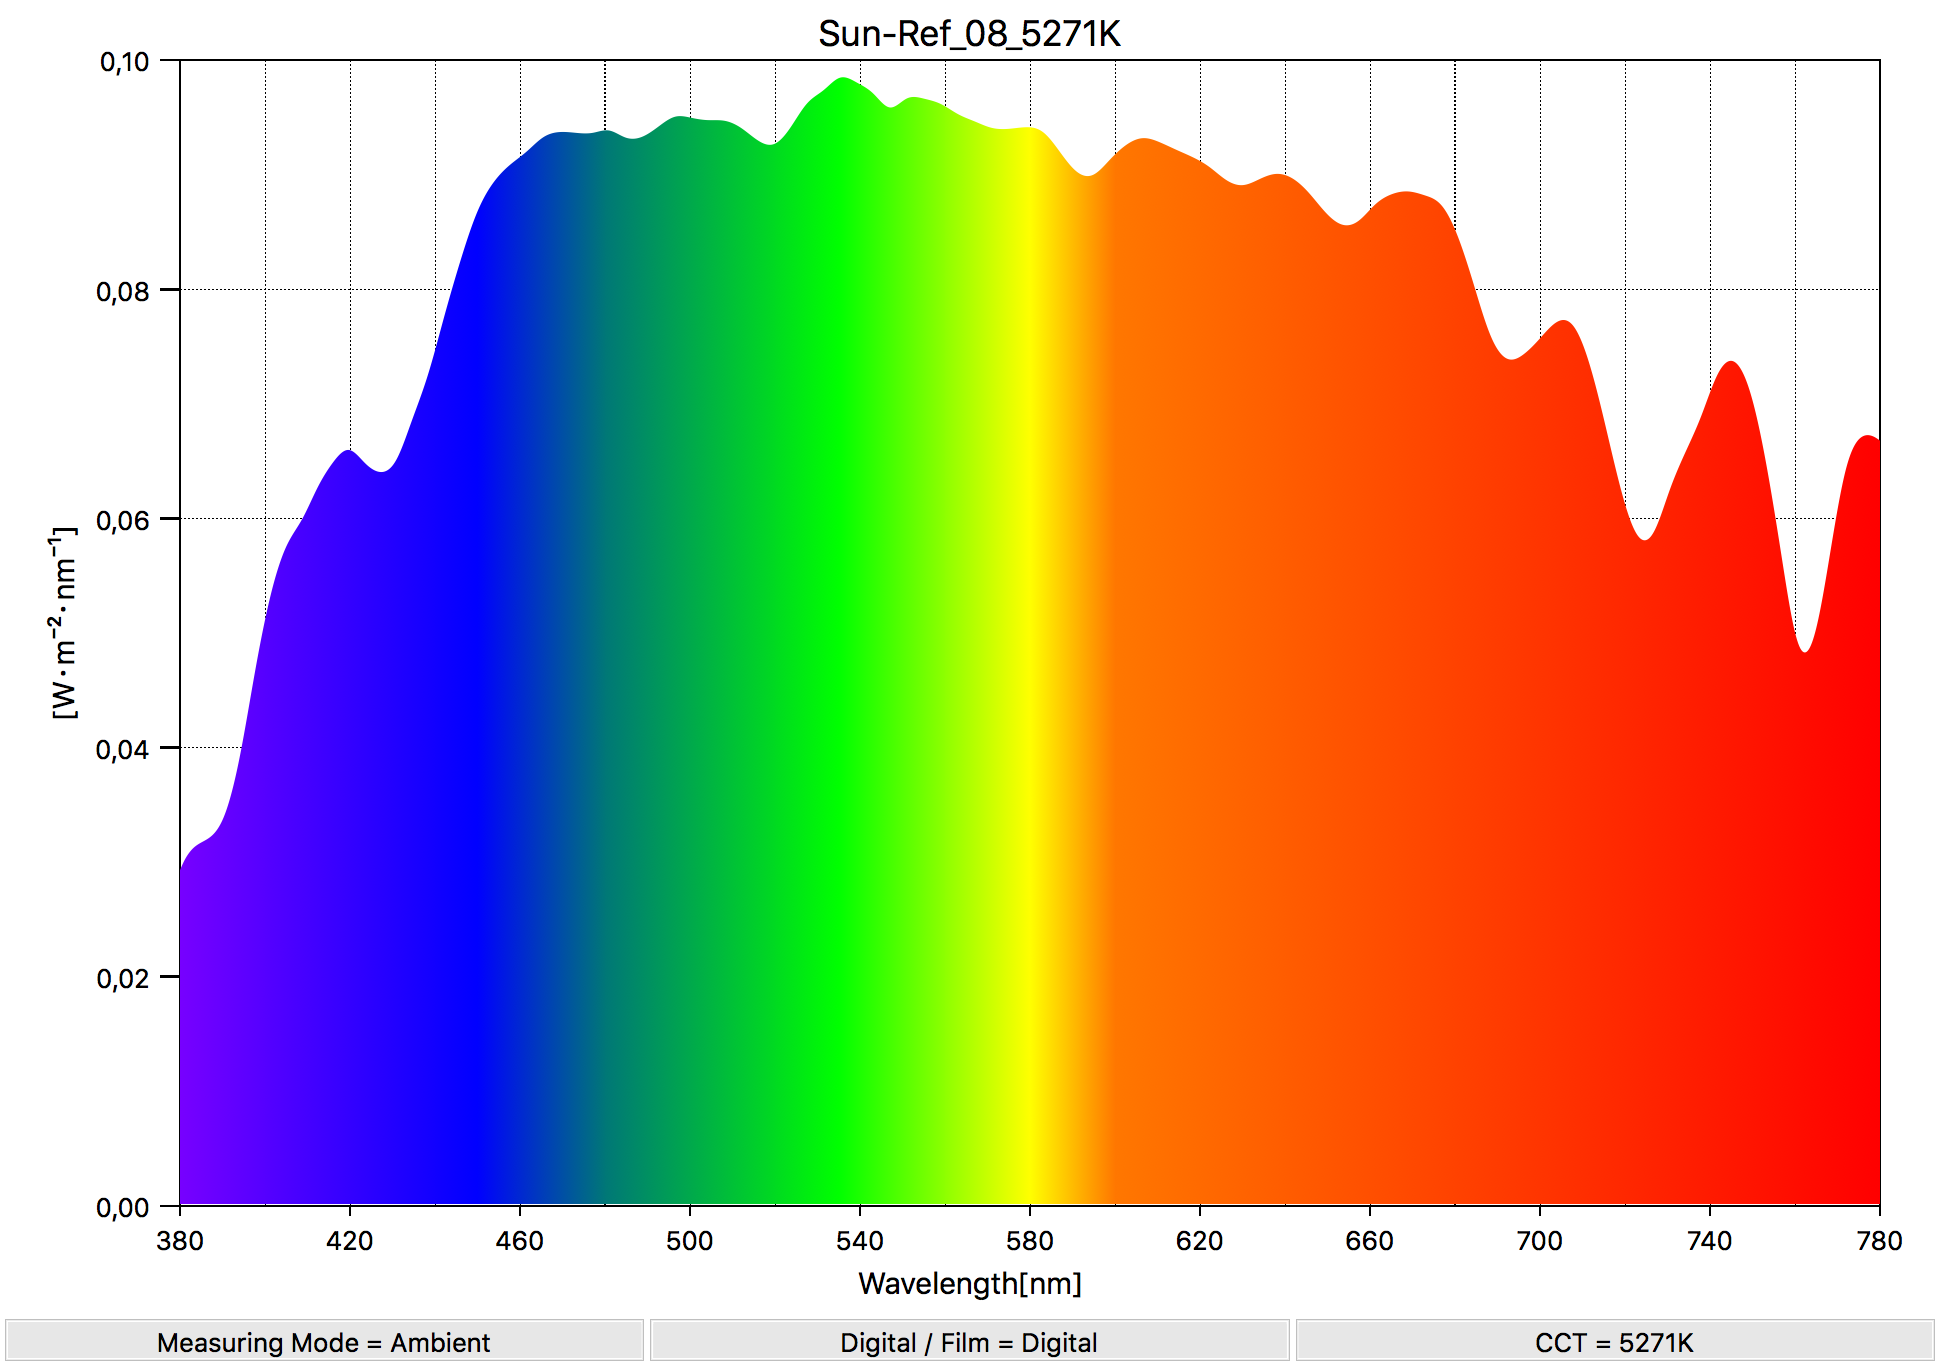 Sun-Ref_08_5271K
0,10
0,08
0,06
0,04
0,02
0,00
[W·m⁻²·nm⁻¹]
380 420 460 500 540 580 620 660 700 740 780
Wavelength[nm]
Measuring Mode = Ambient
Digital / Film = Digital
CCT = 5271K